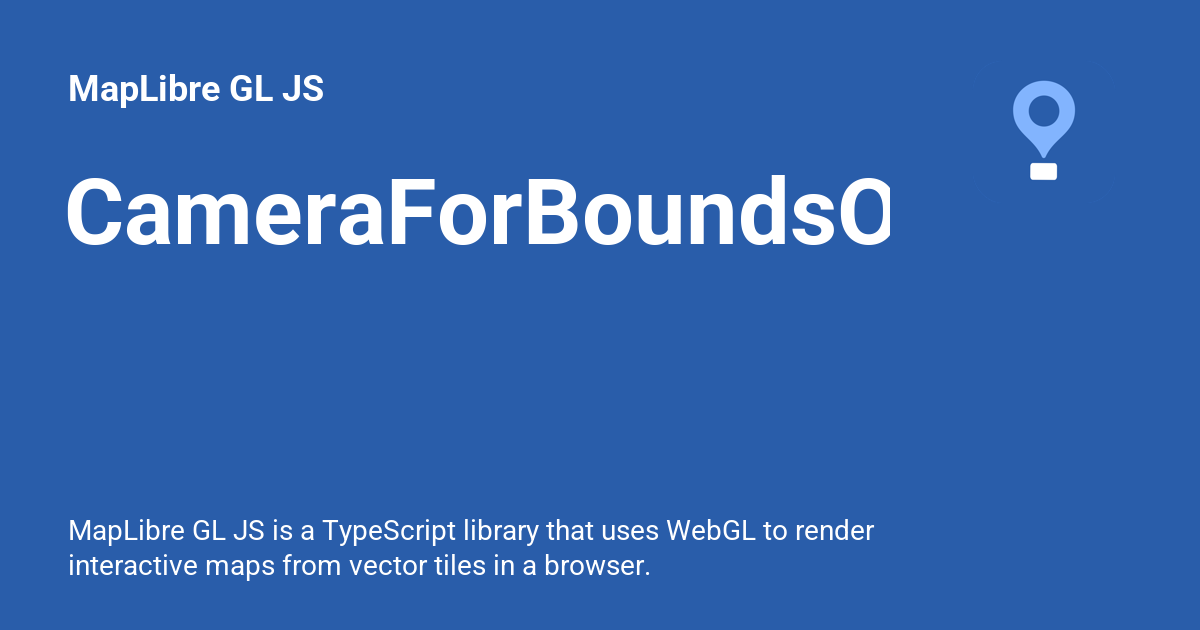 MapLibre GL JS
CameraForBoundsO
MapLibre GL JS is a TypeScript library that uses WebGL to render
interactive maps from vector tiles in a browser.